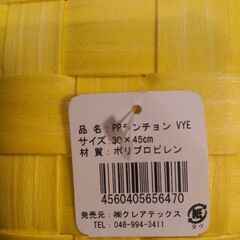 品 名：PPランチョン VYE
サイズ：30×45cm
材 質：ポリプロピレン
4560405656470
発売元：㈱クレアテックス
TEL：048-994-3411
紙
タグ